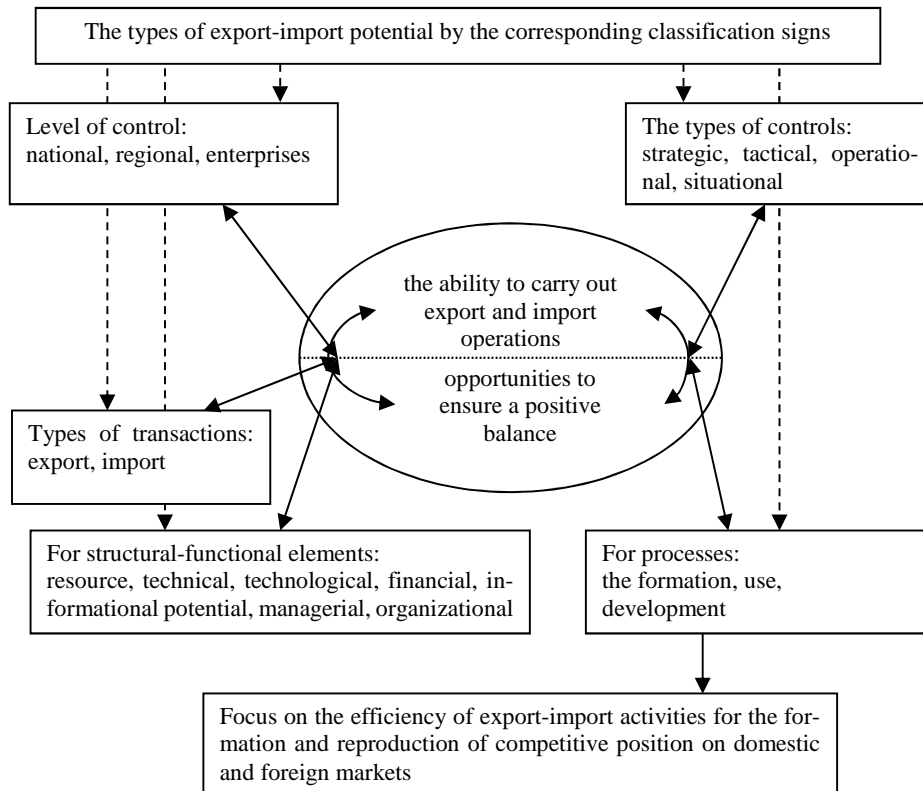 The types of export-import potential by the corresponding classification signs
Level of control:
national, regional, enterprises
The types of controls:
strategic, tactical, operatio-
nal, situational
the ability to carry out
export and import
operations
opportunities to
ensure a positive
balance
Types of transactions:
export, import
For structural-functional elements:
resource, technical, technological, financial, in-
formational potential, managerial, organizational
For processes:
the formation, use,
development
Focus on the efficiency of export-import activities for the for-
mation and reproduction of competitive position on domestic
and foreign markets